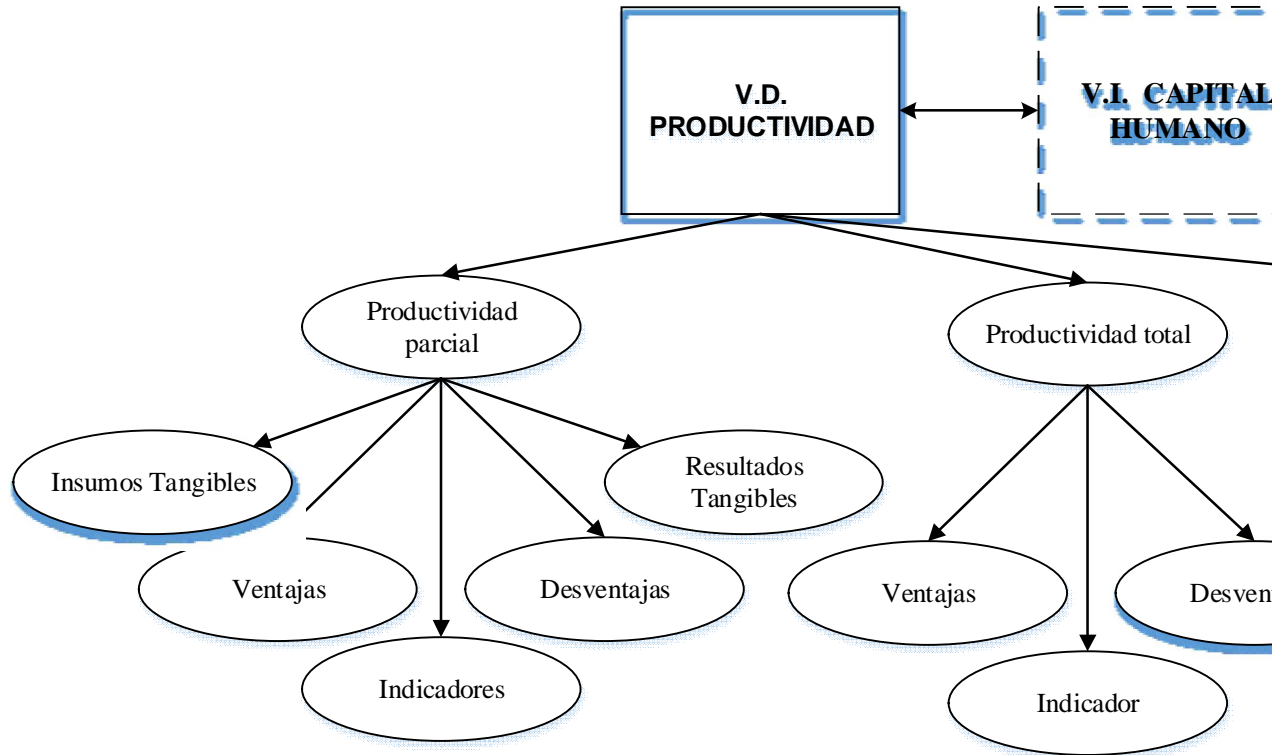 V.D.
PRODUCTIVIDAD
V.I. CAPITAL
HUMANO
Productividad
parcial
Productividad total
Insumos Tangibles
Resultados
Tangibles
Ventajas
Desventajas
Ventajas
Indicadores
Indicador